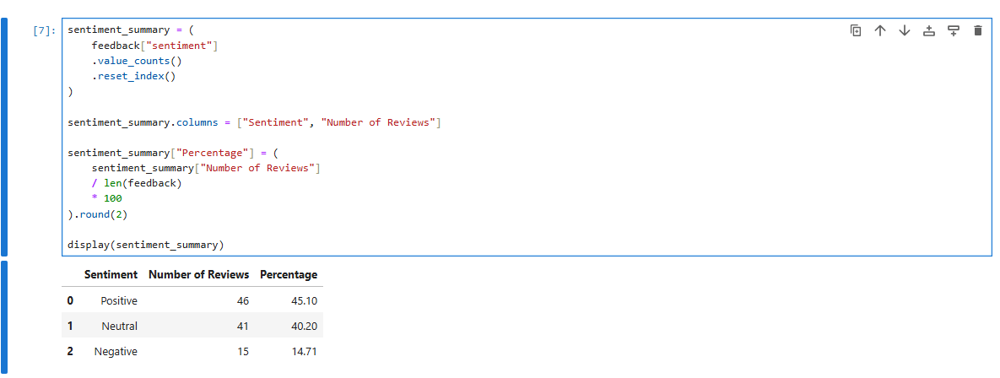 [7]:
sentiment_summary = (
    feedback["sentiment"]
    .value_counts()
    .reset_index()
)

sentiment_summary.columns = ["Sentiment", "Number of Reviews"]

sentiment_summary["Percentage"] = (
    sentiment_summary["Number of Reviews"]
    / len(feedback)
    * 100
).round(2)

display(sentiment_summary)

Sentiment Number of Reviews Percentage
0 Positive 46 45.10
1 Neutral 41 40.20
2 Negative 15 14.71